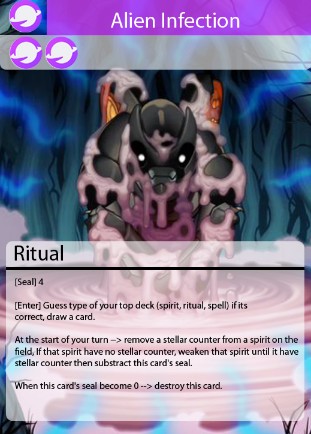 Alien Infection
Ritual
[Seal] 4
[Enter] Guess type of your top deck (spirit, ritual, spell) if its
correct, draw a card.
At the start of your turn --> remove a stellar counter from a spirit on the
field, If that spirit have no stellar counter, weaken that spirit until it have
stellar counter then substract this card's seal.
When this card's seal become 0 --> destroy this card.